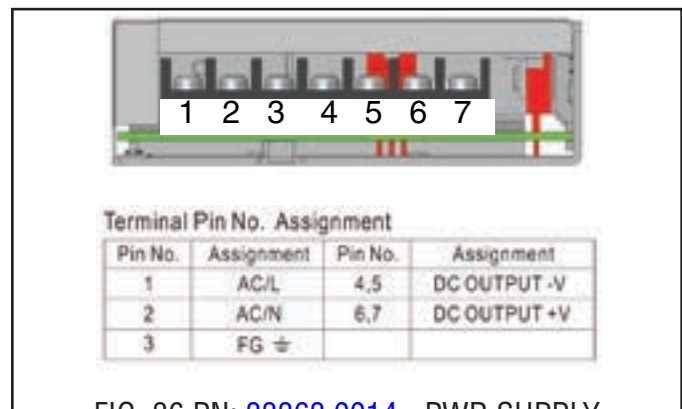 1 2 3 4 5 6 7
Terminal Pin No. Assignment
Pin No. Assignment Pin No. Assignment
1 AC/L 4,5 DC OUTPUT -V
2 AC/N 6,7 DC OUTPUT +V
3 FG ⏚